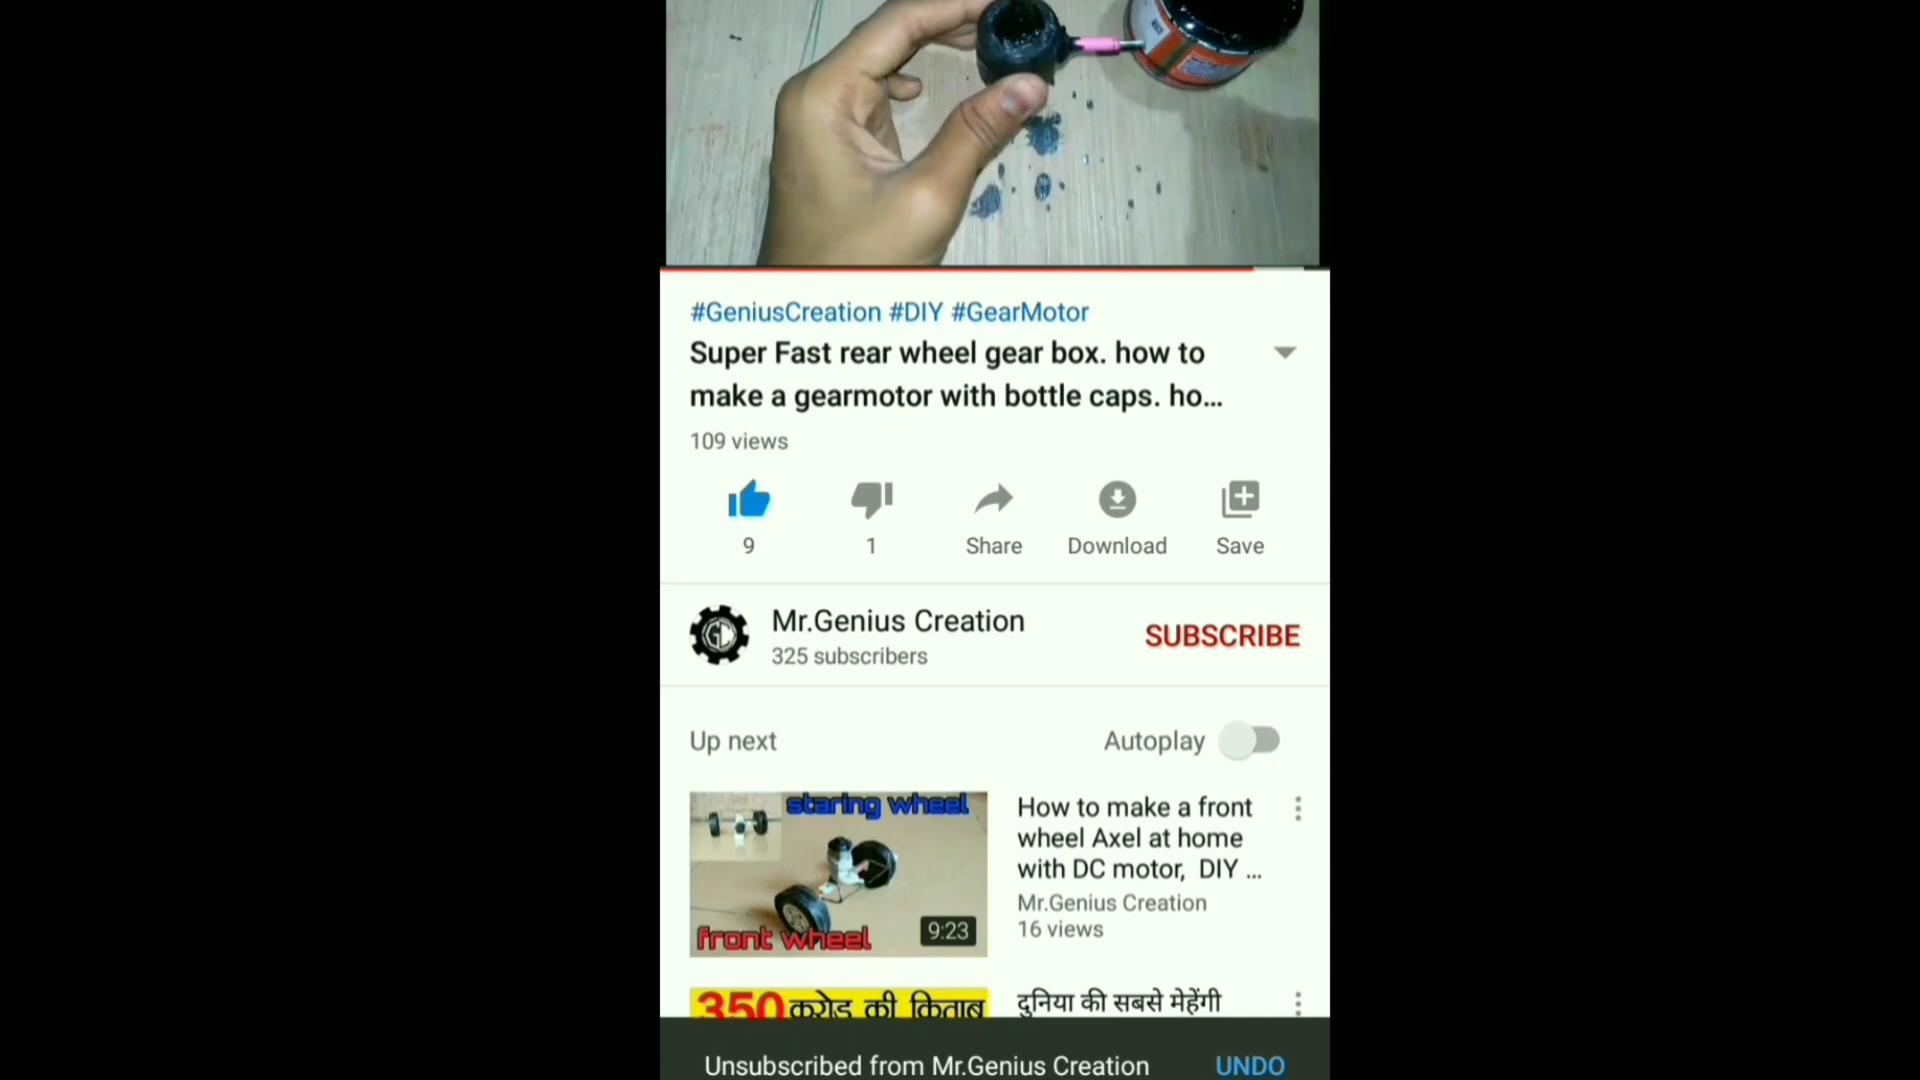 #GeniusCreation #DIY #GearMotor
Super Fast rear wheel gear box. how to
make a gearmotor with bottle caps. ho...
109 views
9
1
Share
Download
Save
Mr.Genius Creation
325 subscribers
SUBSCRIBE
Up next
Autoplay
staring wheel
front wheel
9:23
How to make a front
wheel Axel at home
with DC motor, DIY ...
Mr.Genius Creation
16 views
350 करोड़ की किताब
दुनिया की सबसे मेहेंगी
Unsubscribed from Mr.Genius Creation
UNDO